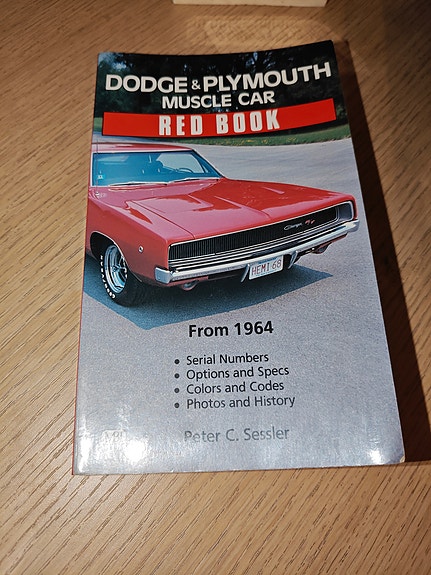 DODGE & PLYMOUTH
MUSCLE CAR
RED BOOK
Charger R/T
HEMI 68
From 1964
• Serial Numbers
• Options and Specs
• Colors and Codes
• Photos and History
Peter C. Sessler